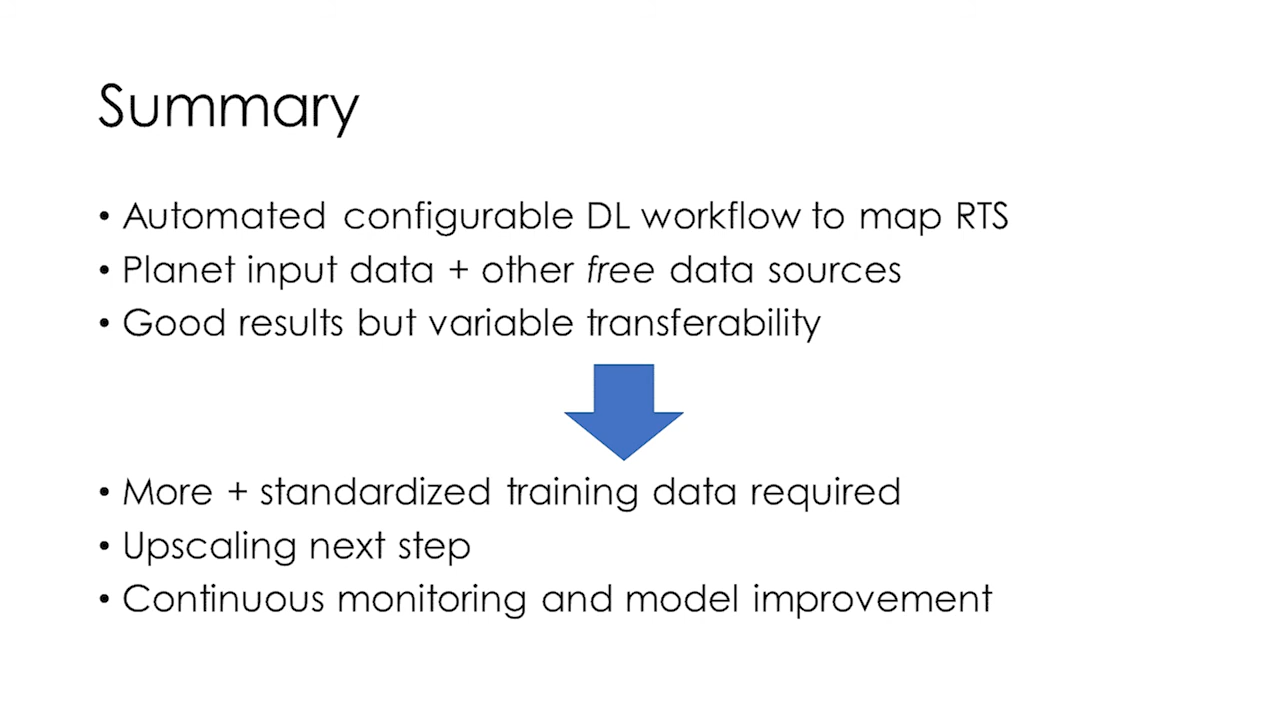 Summary
• Automated configurable DL workflow to map RTS
• Planet input data + other free data sources
• Good results but variable transferability
• More + standardized training data required
• Upscaling next step
• Continuous monitoring and model improvement